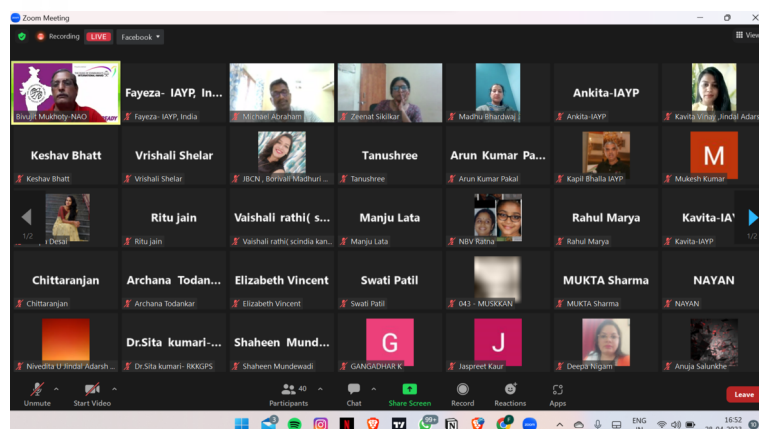 Zoom Meeting
Recording LIVE Facebook View
Bivujit Mukhoty-NAO
READY
Fayeza- IAYP, In...
Fayeza- IAYP, India
Michael Abraham
Zeenat Sikilkar
Madhu Bhardwaj
Ankita-IAYP
Ankita-IAYP
Kavita Vinay ,Jindal Adars
Keshav Bhatt
Keshav Bhatt
Vrishali Shelar
Vrishali Shelar
JBCN , Borivali Madhuri ...
Tanushree
Tanushree
Arun Kumar Pa...
Arun Kumar Pakal
Kapil Bhalla IAYP
M
Mukesh Kumar
1/2
Desai
Ritu jain
Ritu jain
Vaishali rathi( s...
Vaishali rathi( scindia kan...
Manju Lata
Manju Lata
NBV Ratna
Rahul Marya
Rahul Marya
Kavita-IA
Kavita-IAYP
1/2
Chittaranjan
Chittaranjan
Archana Todan...
Archana Todankar
Elizabeth Vincent
Elizabeth Vincent
Swati Patil
Swati Patil
043 - MUSKKAN
MUKTA Sharma
MUKTA Sharma
NAYAN
NAYAN
Nivedita U Jindal Adarsh ...
Dr.Sita kumari-...
Dr.Sita kumari- RKKGPS
Shaheen Mund...
Shaheen Mundewadi
G
GANGADHAR K
J
Jaspreet Kaur
Deepa Nigam
Anuja Salunkhe
Unmute Start Video Participants 40 Chat Share Screen Record Reactions Apps Leave
3 99+ ENG 16:52